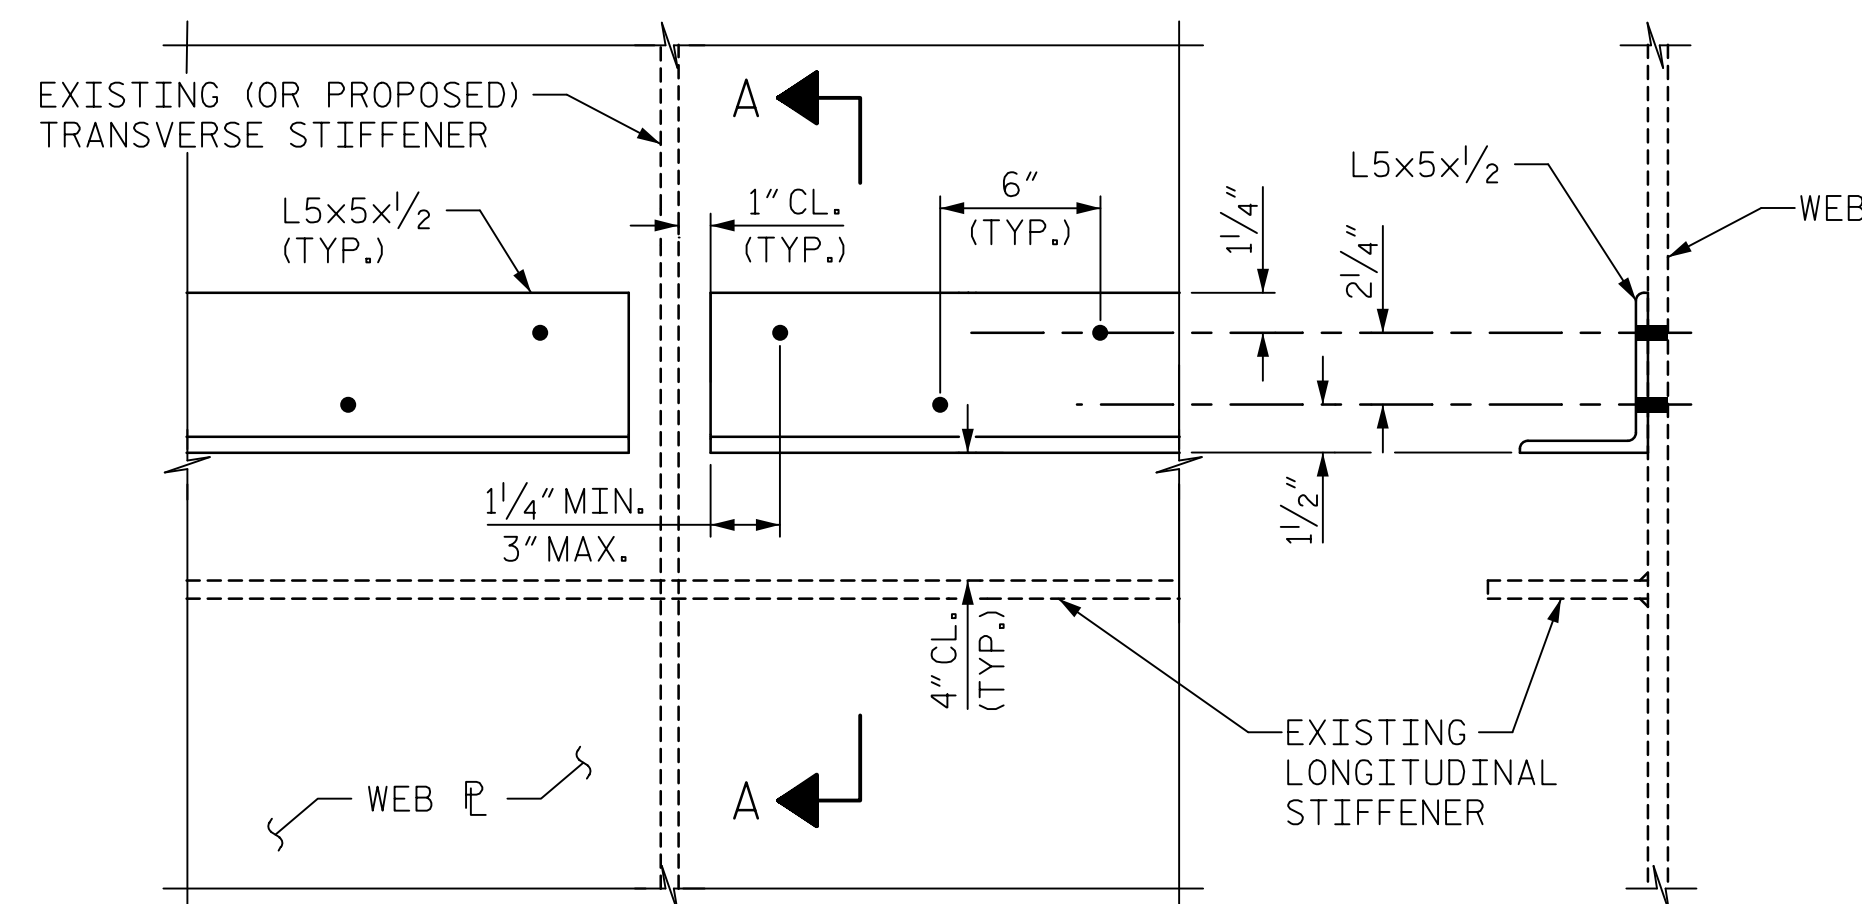 EXISTING (OR PROPOSED)
TRANSVERSE STIFFENER
A
L5x5x1/2
(TYP.)
1" CL.
(TYP.)
6"
(TYP.)
1 1/4"
2 1/4"
L5x5x1/2
WEB
1 1/4" MIN.
3" MAX.
1 1/2"
4" CL.
(TYP.)
EXISTING
LONGITUDINAL
STIFFENER
WEB ℄
A